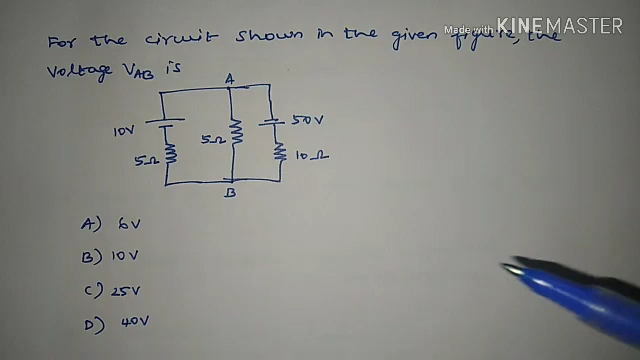 Made with KINEMASTER
For the circuit shown in the given figure, the
voltage VAB is
A
10V
5Ω
5Ω
50V
10Ω
B
A) 6V
B) 10V
C) 25V
D) 40V